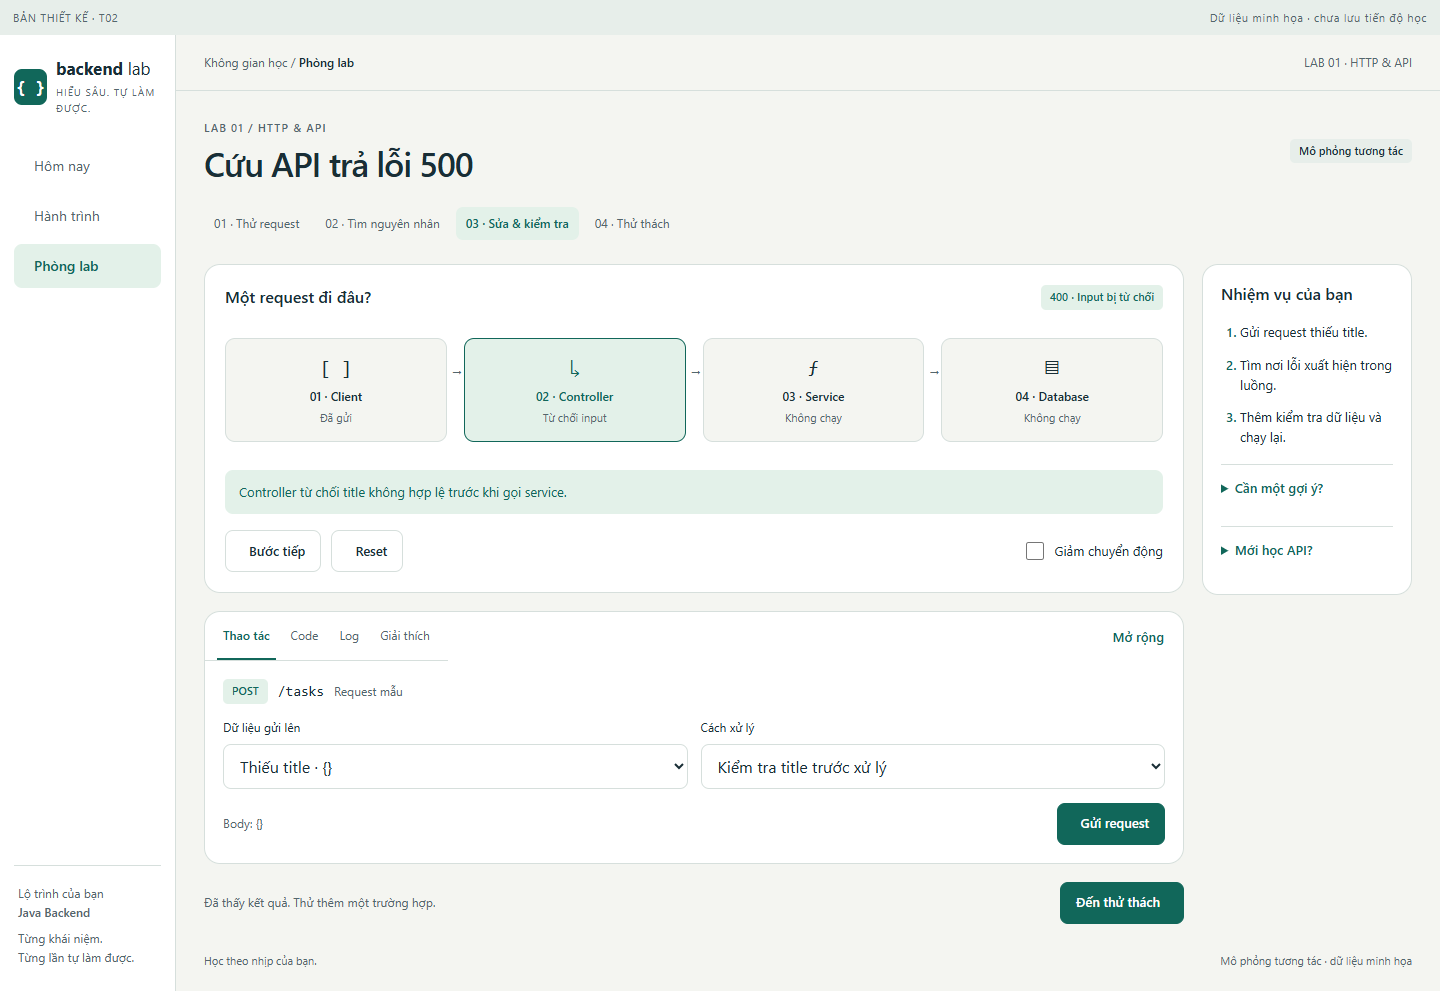 BẢN THIẾT KẾ · T02
Dữ liệu minh họa · chưa lưu tiến độ học
{ }
backend lab
HIỂU SÂU. TỰ LÀM
ĐƯỢC.
Hôm nay
Hành trình
Phòng lab
Lộ trình của bạn
Java Backend
Từng khái niệm.
Từng lần tự làm được.
Không gian học / Phòng lab
LAB 01 · HTTP & API
LAB 01 / HTTP & API
Cứu API trả lỗi 500
Mô phỏng tương tác
01 · Thử request
02 · Tìm nguyên nhân
03 · Sửa & kiểm tra
04 · Thử thách
Một request đi đâu?
400 · Input bị từ chối
[ ]
01 · Client
Đã gửi
→
↳
02 · Controller
Từ chối input
→
ƒ
03 · Service
Không chạy
→
▤
04 · Database
Không chạy
Controller từ chối title không hợp lệ trước khi gọi service.
Bước tiếp
Reset
Giảm chuyển động
Nhiệm vụ của bạn
1. Gửi request thiếu title.
2. Tìm nơi lỗi xuất hiện trong
luồng.
3. Thêm kiểm tra dữ liệu và
chạy lại.
▶ Cần một gợi ý?
▶ Mới học API?
Thao tác
Code
Log
Giải thích
Mở rộng
POST /tasks Request mẫu
Dữ liệu gửi lên
Cách xử lý
Thiếu title · {}
Kiểm tra title trước xử lý
Body: {}
Gửi request
Đã thấy kết quả. Thử thêm một trường hợp.
Đến thử thách
Học theo nhịp của bạn.
Mô phỏng tương tác · dữ liệu minh họa